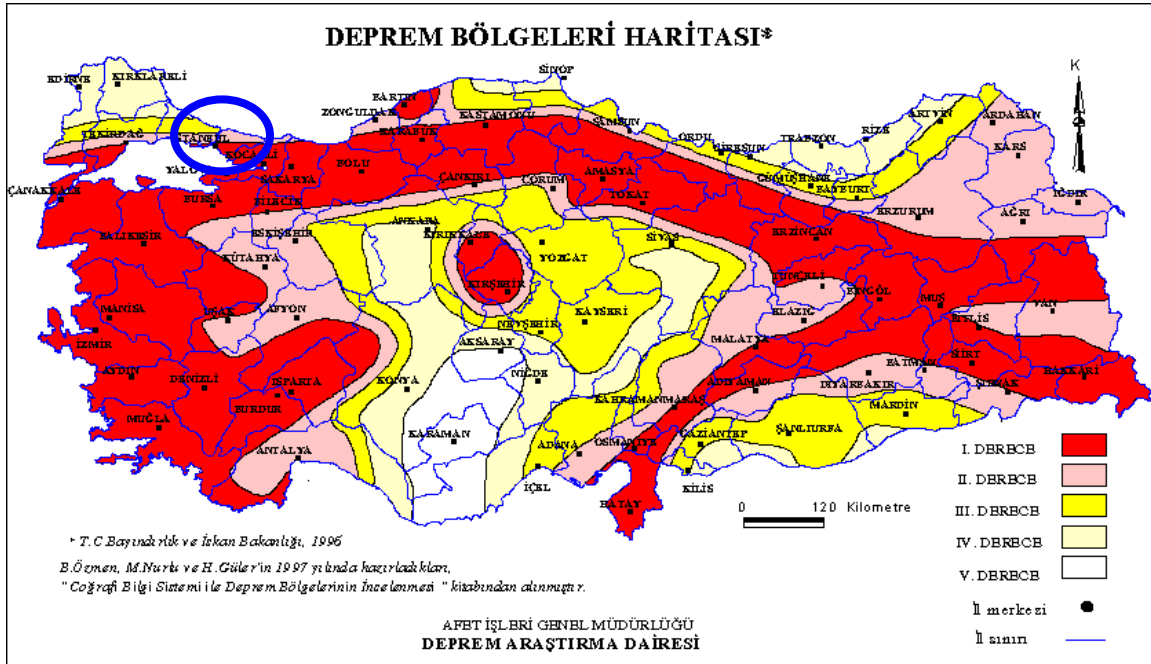 DEPREM BÖLGELERİ HARİTASI*
K
SİNOP
EDİRNE
KIRKLARELİ
BARTIN
ZONGULDAK
KASTAMONU
KARABUK
SAMSUN
ORDU
GİRESUN
TRABZON
RİZE
ARTVİN
ARDAHAN
KARS
TEKİRDAĞ
KOCAELİ
SAKARYA
BOLU
ÇANKIRI
ÇORUM
AMASYA
TOKAT
GÜMÜŞHANE
BAYBURT
ERZURUM
AĞRI
IĞDIR
ÇANAKKALE
BURSA
BİLECİK
ESKİŞEHİR
ANKARA
KIRIKKALE
YOZGAT
SİVAS
ERZİNCAN
BALIKESİR
KÜTAHYA
KIRŞEHİR
TUNCELİ
BİNGÖL
MUŞ
VAN
BİTLİS
MANİSA
UŞAK
AFYON
NEVŞEHİR
KAYSERİ
ELAZIG
MALATYA
İZMİR
AKSARAY
NİĞDE
BATMAN
SİİRT
AYDIN
DENİZLİ
ISPARTA
BURDUR
KONYA
KAHRAMANMARAŞ
ADIYAMAN
DIYARBAKIR
ŞIRNAK
HAKKARİ
MUĞLA
KARAMAN
ADANA
OSMANİYE
GAZİANTEP
ŞANLIURFA
MARDİN
ANTALYA
İÇEL
KİLİS
HATAY
0 120 Kilometre
I. DERECE
II. DERECE
III. DERECE
IV. DERECE
V. DERECE
İl merkezi
İl sınırı
* T.C.Bayındırlık ve İskan Bakanlığı, 1996
B.Özmen, M.Nurlu ve H.Güler'in 1997 yılında hazırladıkları,
" Coğrafi Bilgi Sistemi ile Deprem Bölgelerinin İncelenmesi " kitabından alınmıştır.
AFET İŞLERİ GENEL MÜDÜRLÜĞÜ
DEPREM ARAŞTIRMA DAİRESİ